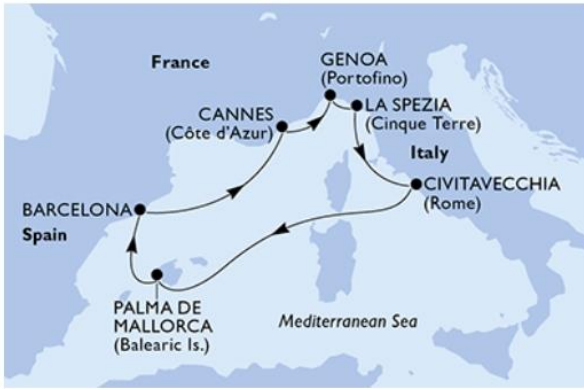 France
GENOA
(Portofino)
CANNES
(Côte d'Azur)
LA SPEZIA
(Cinque Terre)
Italy
CIVITAVECCHIA
(Rome)
BARCELONA
Spain
PALMA DE
MALLORCA
(Balearic Is.)
Mediterranean Sea